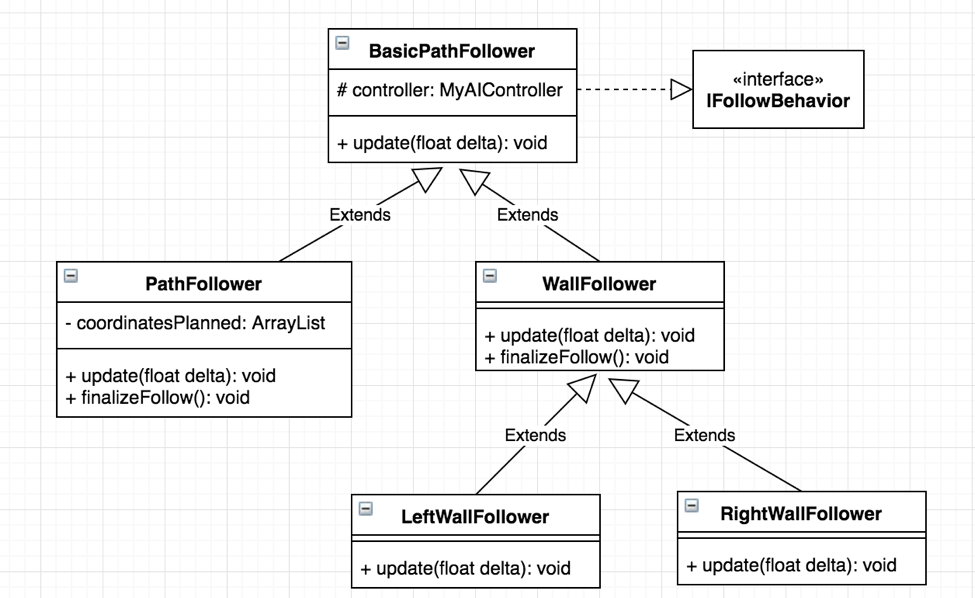 BasicPathFollower
# controller: MyAIController
+ update(float delta): void
«interface»
IFollowBehavior
Extends
Extends
PathFollower
- coordinatesPlanned: ArrayList
+ update(float delta): void
+ finalizeFollow(): void
WallFollower
+ update(float delta): void
+ finalizeFollow(): void
Extends
Extends
LeftWallFollower
+ update(float delta): void
RightWallFollower
+ update(float delta): void